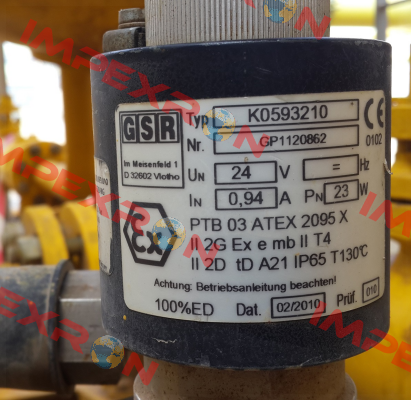 GSR
Typ K0593210
Nr. GP1120862
CE 0102
Im Meisenfeld 1
D 32602 Vlotho
UN 24 V = Hz
IN 0,94 A PN 23 W
Ex
PTB 03 ATEX 2095 X
II 2G Ex e mb II T4
II 2D tD A21 IP65 T130°C
Achtung: Betriebsanleitung beachten!
100%ED Dat. 02/2010 Prüf. 010
IMPEXRON